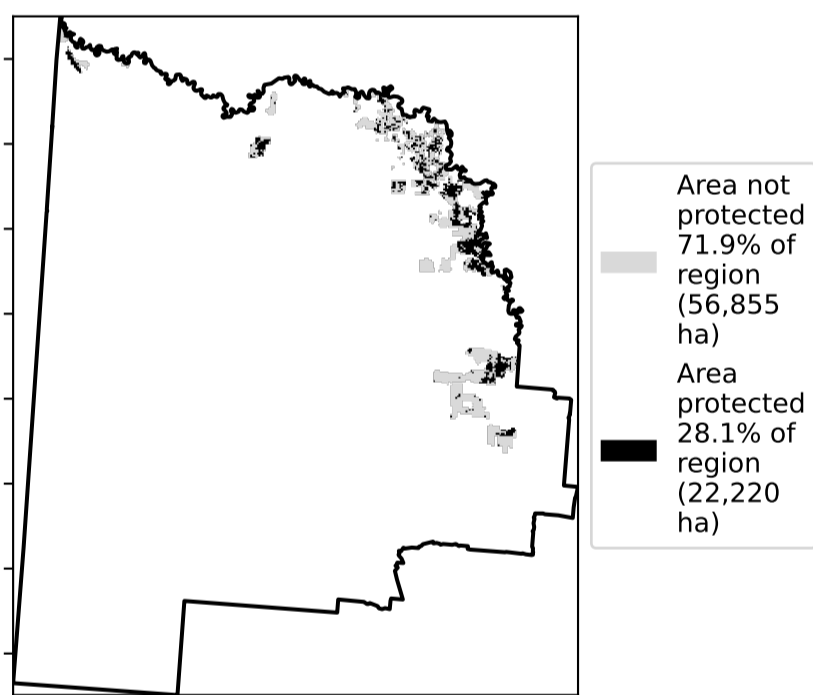 Area not
protected
71.9% of
region
(56,855
ha)
Area
protected
28.1% of
region
(22,220
ha)